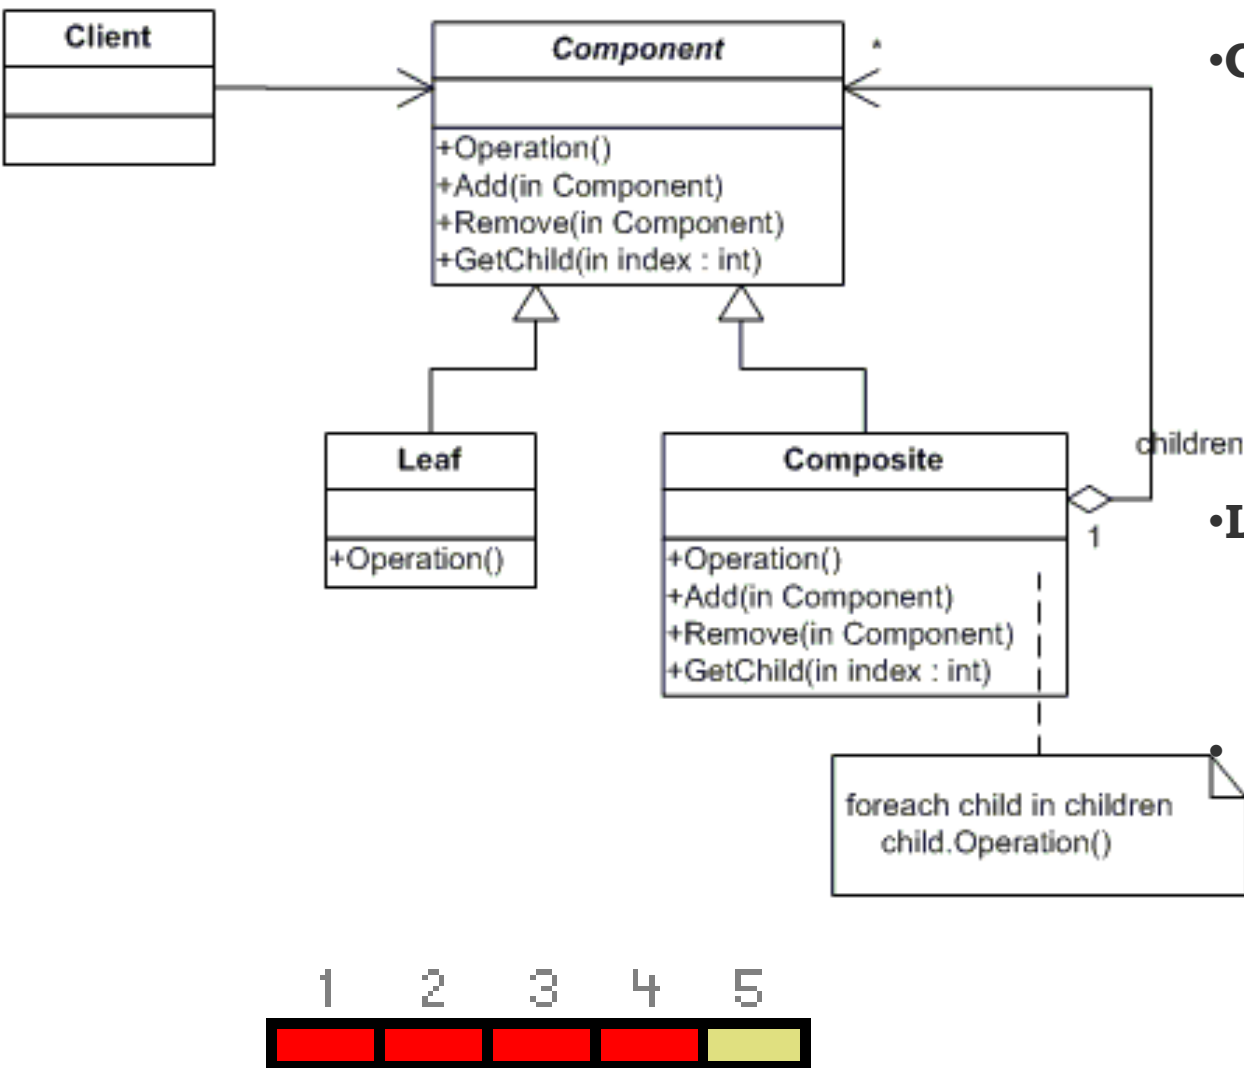 Client
Component
*
+Operation()
+Add(in Component)
+Remove(in Component)
+GetChild(in index : int)
Leaf
+Operation()
Composite
+Operation()
+Add(in Component)
+Remove(in Component)
+GetChild(in index : int)
children
1
foreach child in children
child.Operation()
1 2 3 4 5